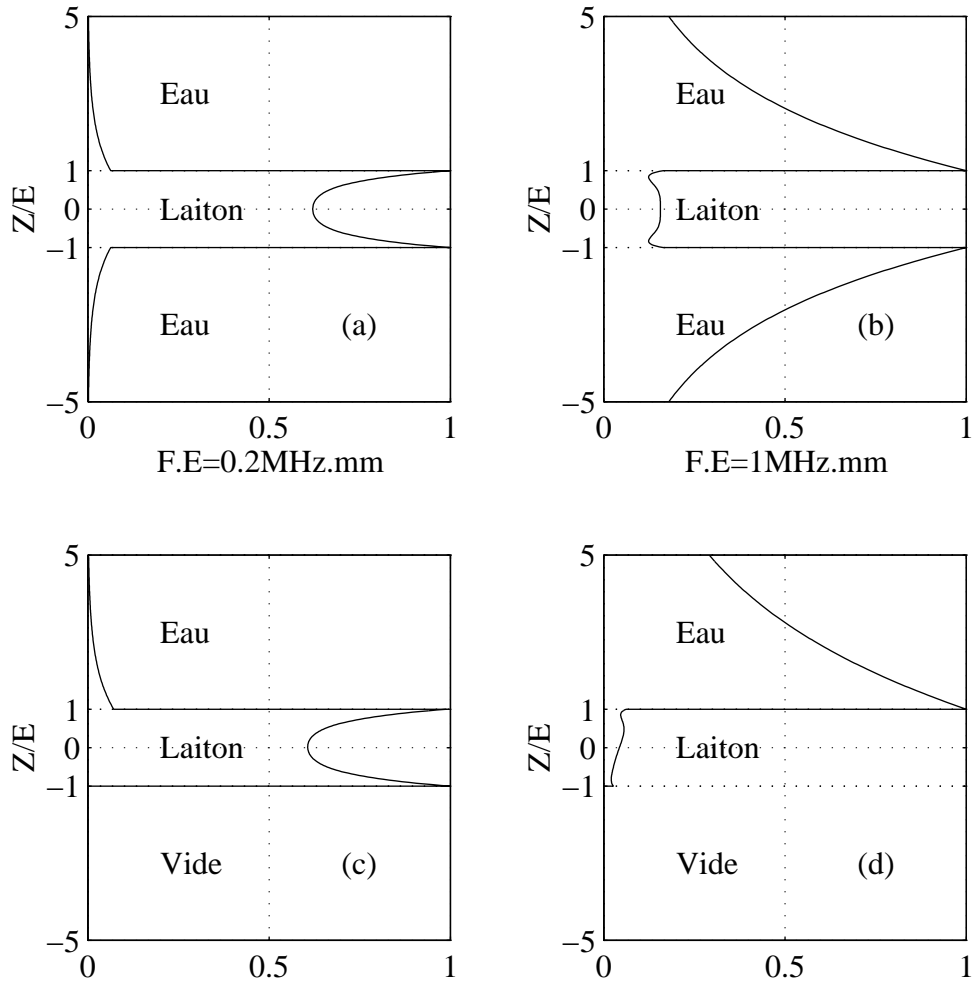 5
Eau
1
Z/E
0
Laiton
−1
Eau
(a)
−5
0
0.5
1
F.E=0.2MHz.mm
5
Eau
1
Z/E
0
Laiton
−1
Eau
(b)
−5
0
0.5
1
F.E=1MHz.mm
5
Eau
1
Z/E
0
Laiton
−1
Vide
(c)
−5
0
0.5
1
5
Eau
1
Z/E
0
Laiton
−1
Vide
(d)
−5
0
0.5
1